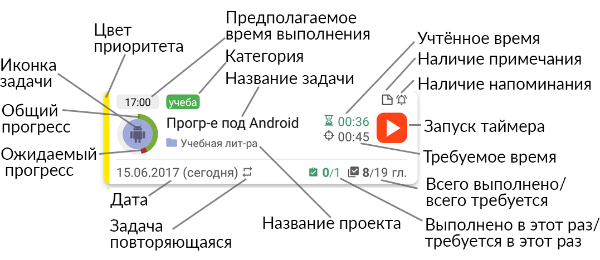 Цвет
приоритета
Предполагаемое
время выполнения
Категория
Название задачи
Учтённое время
Наличие примечания
Наличие напоминания
Иконка
задачи
Общий
прогресс
Ожидаемый
прогресс
17:00
учеба
Прогр-е под Android
Учебная лит-ра
00:36
00:45
Запуск таймера
Требуемое время
15.06.2017 (сегодня)
0/1
8/19 гл.
Всего выполнено/
всего требуется
Дата
Задача
повторяющаяся
Название проекта
Выполнено в этот раз/
требуется в этот раз